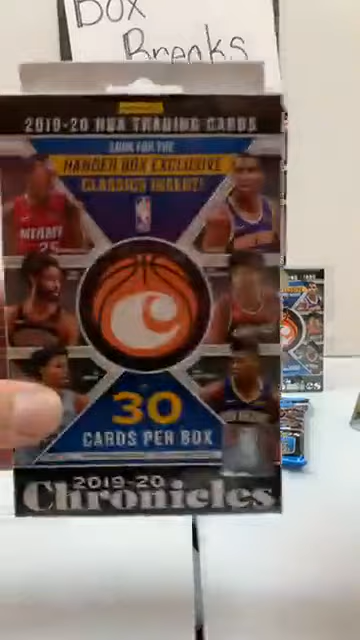 Box
Breaks
2019-20 NBA TRADING CARDS
LOOK FOR THE
HANGER BOX EXCLUSIVE
CLASSICS INSERT!
MIAMI
30
CARDS PER BOX
2019-20
Chronicles